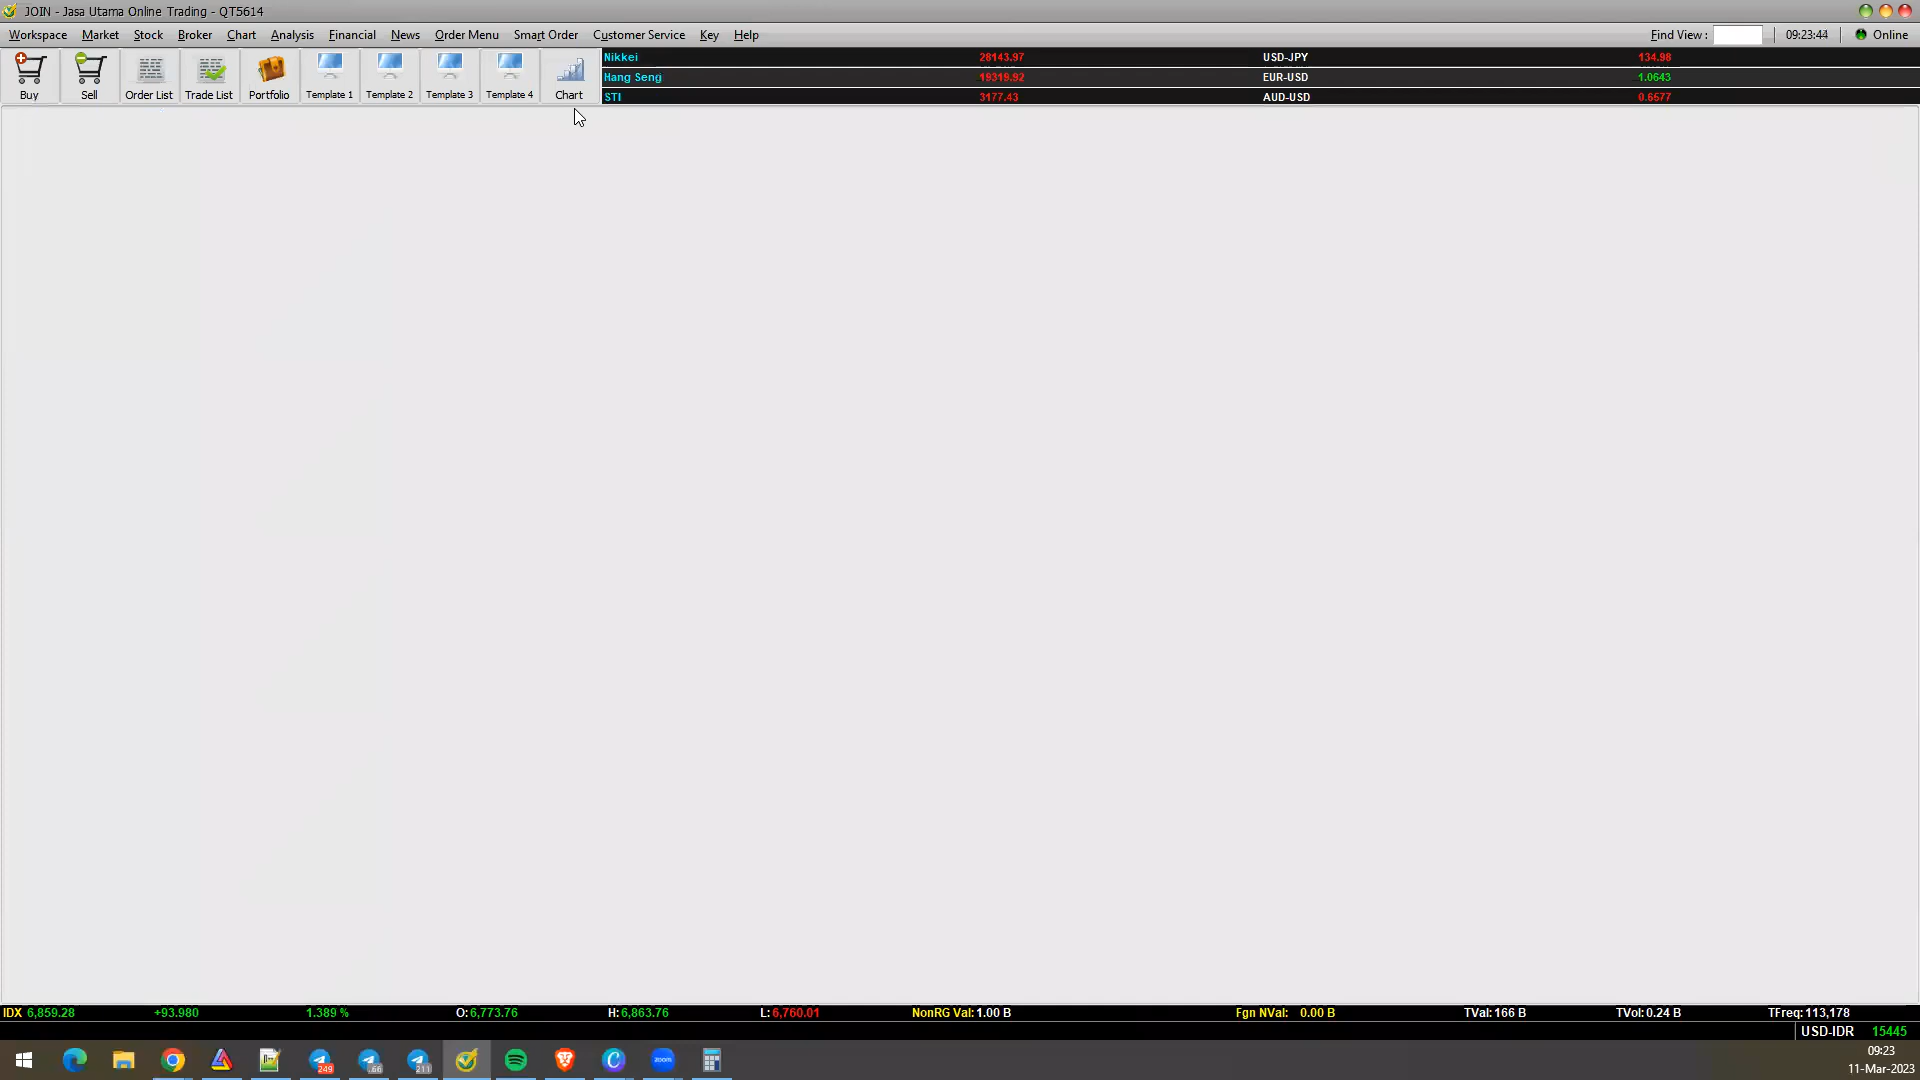 JOIN - Jasa Utama Online Trading - QT5614
Workspace Market Stock Broker Chart Analysis Financial News Order Menu Smart Order Customer Service Key Help Find View : 09:23:44 Online
Buy Sell Order List Trade List Portfolio Template 1 Template 2 Template 3 Template 4 Chart
Nikkei 28143.97 USD-JPY 134.98
Hang Seng 19319.92 EUR-USD 1.0643
STI 3177.43 AUD-USD 0.6577
IDX 6,859.28 +93.980 1.389 % O: 6,773.76 H: 6,863.76 L: 6,760.01 NonRG Val: 1.00 B Fgn NVal: 0.00 B TVal: 166 B TVol: 0.24 B TFreq: 113,178
USD-IDR 15445
249 .66 211 zoom
09:23
11-Mar-2023